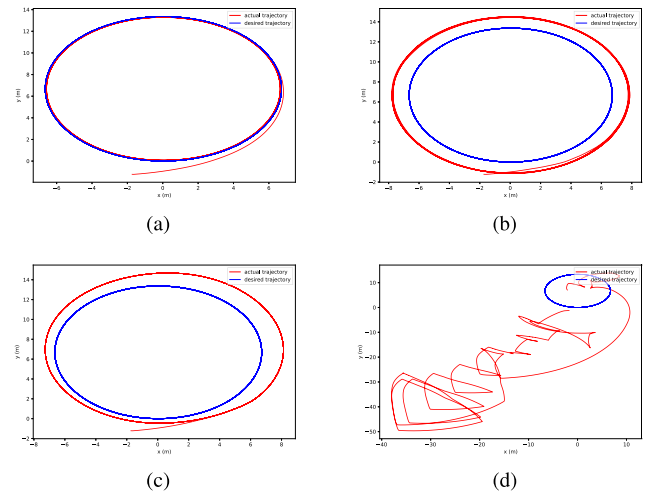 actual trajectory
desired trajectory
y (m)
14
12
10
8
6
4
2
0
−6 −4 −2 0 2 4 6
x (m)
(a)
actual trajectory
desired trajectory
y (m)
14
12
10
8
6
4
2
0
−2
−8 −6 −4 −2 0 2 4 6 8
x (m)
(b)
actual trajectory
desired trajectory
y (m)
14
12
10
8
6
4
2
0
−2
−6 −4 −2 0 2 4 6 8
x (m)
(c)
actual trajectory
desired trajectory
y (m)
10
0
−10
−20
−30
−40
−50
−40 −30 −20 −10 0 10
x (m)
(d)